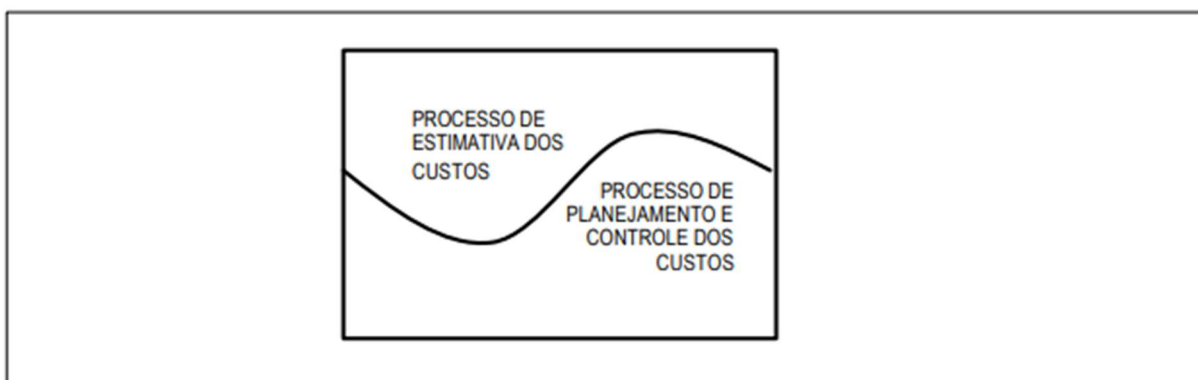 PROCESSO DE
ESTIMATIVA DOS
CUSTOS
PROCESSO DE
PLANEJAMENTO E
CONTROLE DOS
CUSTOS